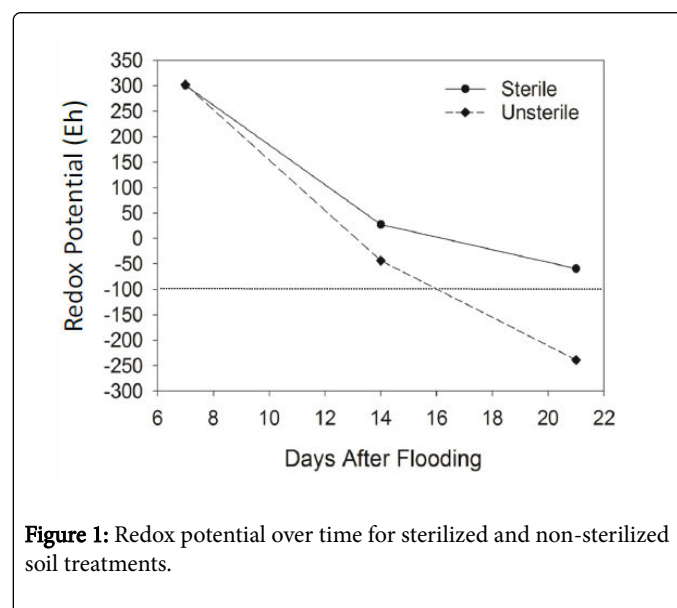 350
300
250
200
150
100
50
0
-50
-100
-150
-200
-250
-300
Redox Potential (Eh)
Sterile
Unsterile
6 8 10 12 14 16 18 20 22
Days After Flooding
Figure 1: Redox potential over time for sterilized and non-sterilized
soil treatments.